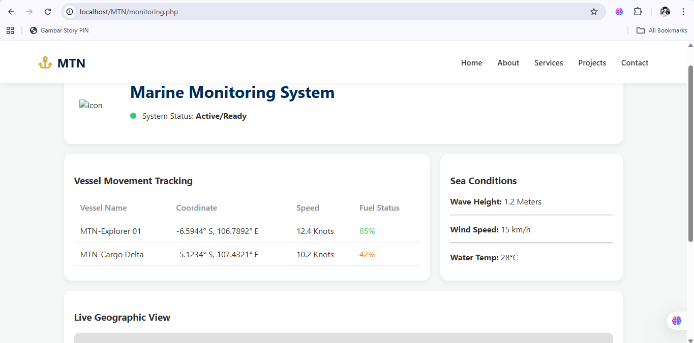 localhost/MTN/monitoring.php
Gambar Story PIN
All Bookmarks
MTN
Home About Services Projects Contact
Marine Monitoring System
icon
System Status: Active/Ready
Vessel Movement Tracking
Vessel Name Coordinate Speed Fuel Status
MTN-Explorer 01 -6.5944° S, 106.7892° E 12.4 Knots 85%
MTN-Cargo Delta -5.1234° S, 107.4321° E 10.2 Knots 42%
Sea Conditions
Wave Height: 1.2 Meters
Wind Speed: 15 km/h
Water Temp: 28°C
Live Geographic View